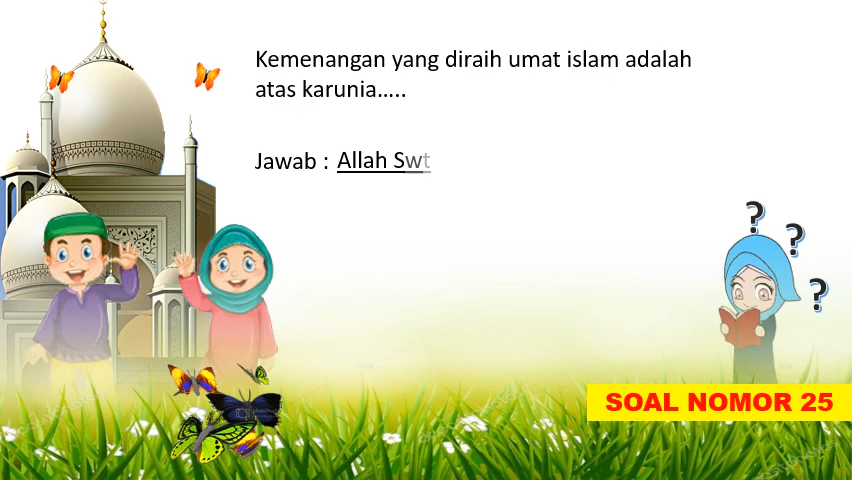 Kemenangan yang diraih umat islam adalah
atas karunia.....
Jawab : Allah Swt
?
?
?
SOAL NOMOR 25